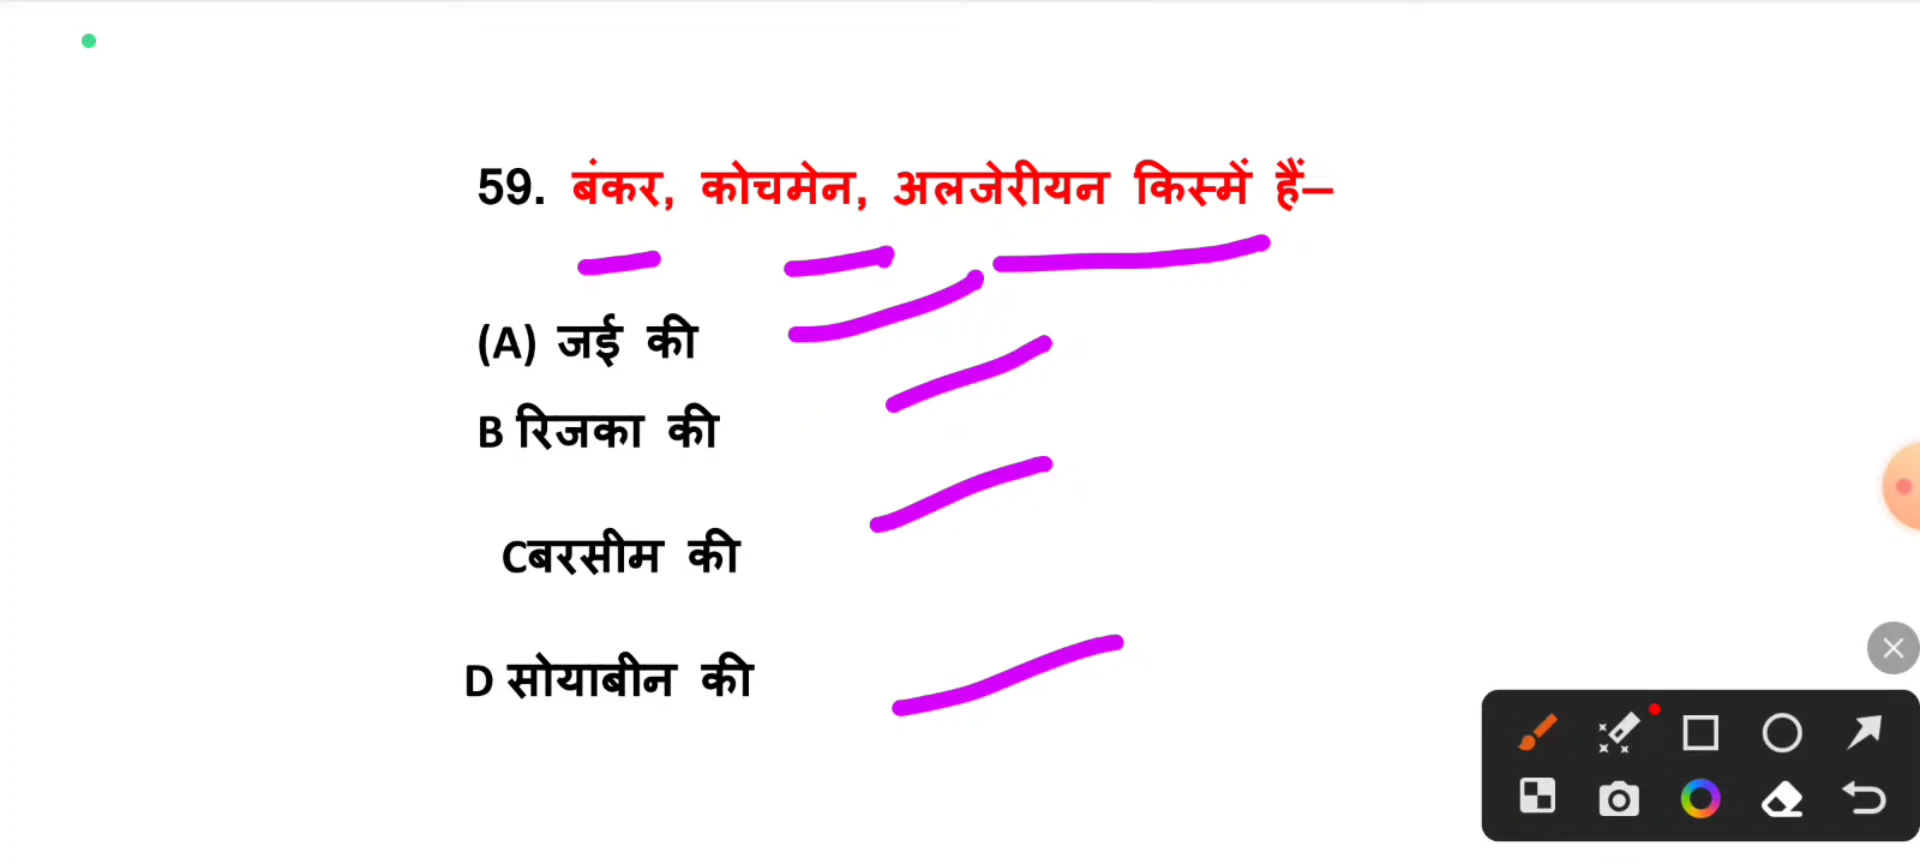 59. बंकर, कोचमेन, अलजेरीयन किस्में हैं–
(A) जई की
B रिजका की
Cबरसीम की
D सोयाबीन की